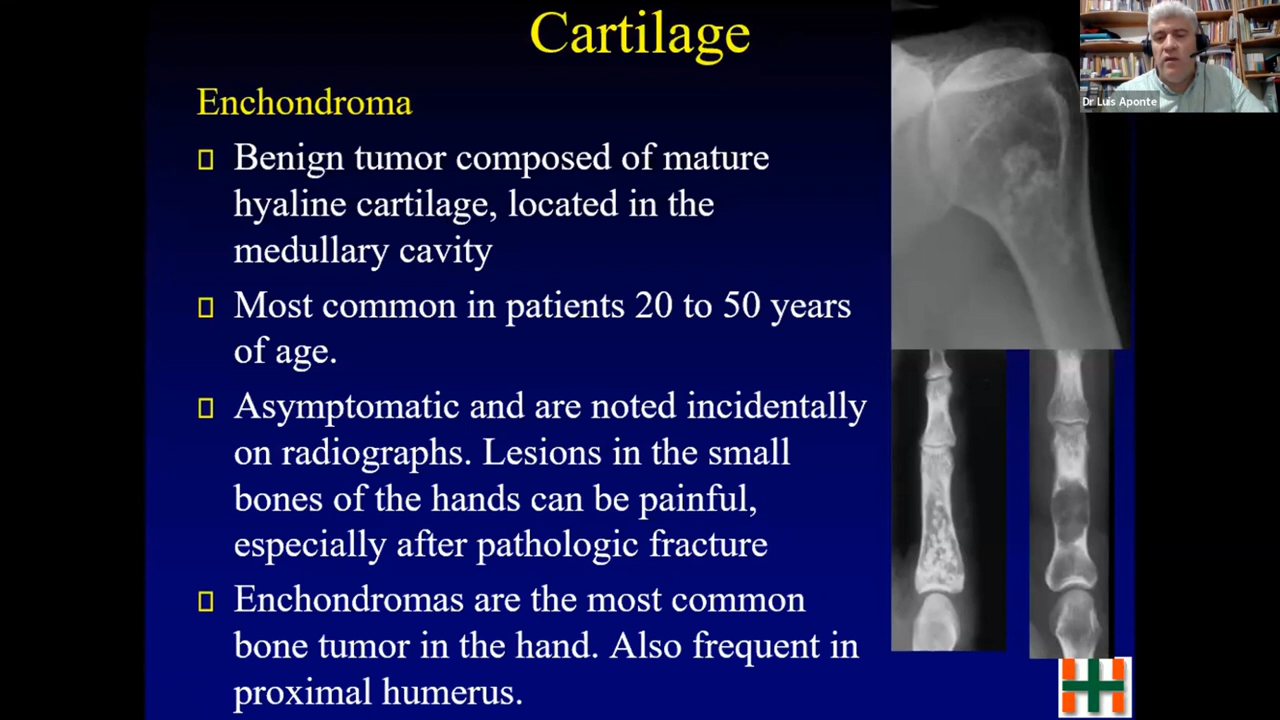 Cartilage
Dr Luis Aponte
Enchondroma
Benign tumor composed of mature
hyaline cartilage, located in the
medullary cavity
Most common in patients 20 to 50 years
of age.
Asymptomatic and are noted incidentally
on radiographs. Lesions in the small
bones of the hands can be painful,
especially after pathologic fracture
Enchondromas are the most common
bone tumor in the hand. Also frequent in
proximal humerus.